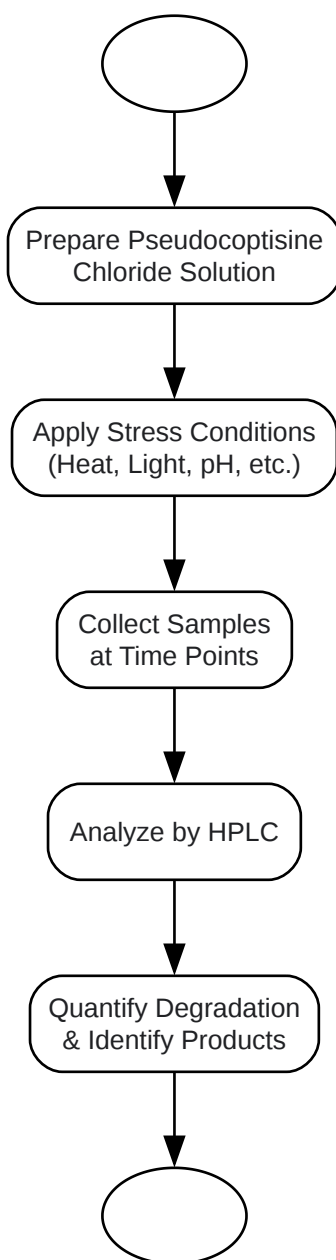 Prepare Pseudocoptisine
Chloride Solution
Apply Stress Conditions
(Heat, Light, pH, etc.)
Collect Samples
at Time Points
Analyze by HPLC
Quantify Degradation
& Identify Products